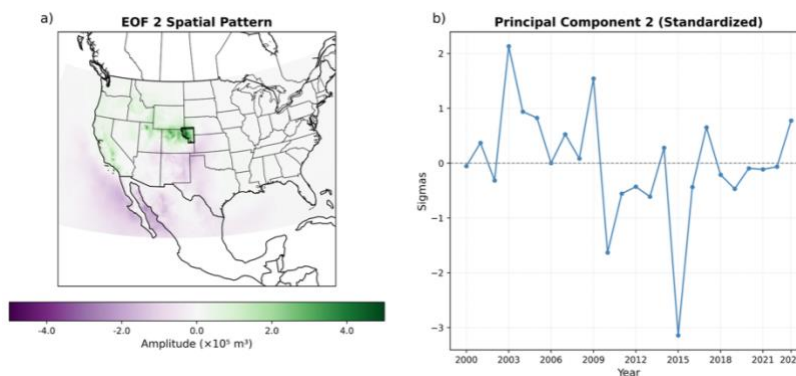 a)
EOF 2 Spatial Pattern
-4.0 -2.0 0.0 2.0 4.0
Amplitude (×10⁵ m³)
b)
Principal Component 2 (Standardized)
2
1
0
−1
−2
−3
Sigmas
2000 2003 2006 2009 2012 2015 2018 2021
Year